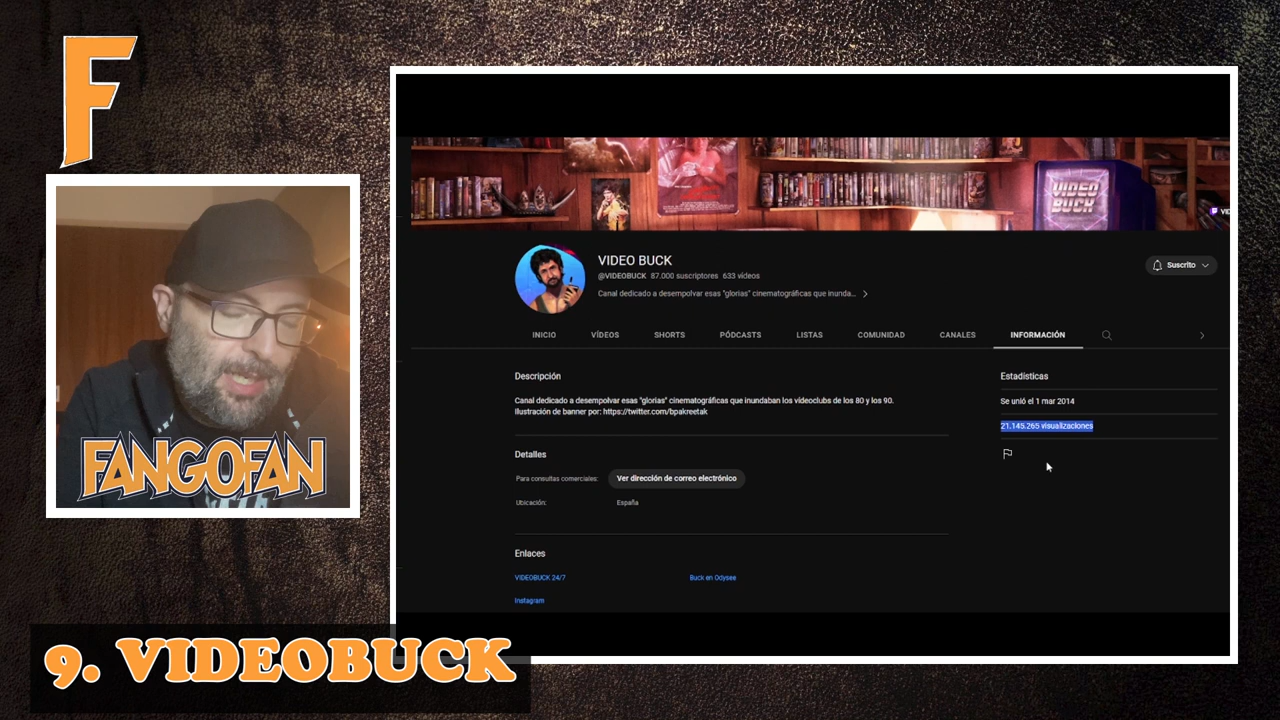 F
FANGOFAN
VIDEO
BUCK
VIDEO BUCK
@VIDEOBUCK 87.000 suscriptores 633 vídeos
Canal dedicado a desempolvar esas "glorias" cinematográficas que inunda...
Suscrito
INICIO VÍDEOS SHORTS PÓDCASTS LISTAS COMUNIDAD CANALES INFORMACIÓN
Descripción
Canal dedicado a desempolvar esas "glorias" cinematográficas que inundaban los vídeoclubs de los 80 y los 90.
Ilustración de banner por: https://twitter.com/bpakreetak
Detalles
Para consultas comerciales: Ver dirección de correo electrónico
Ubicación: España
Enlaces
VIDEOBUCK 24/7 Buck en Odysee
Instagram
Estadísticas
Se unió el 1 mar 2014
21.145.265 visualizaciones
9. VIDEOBUCK